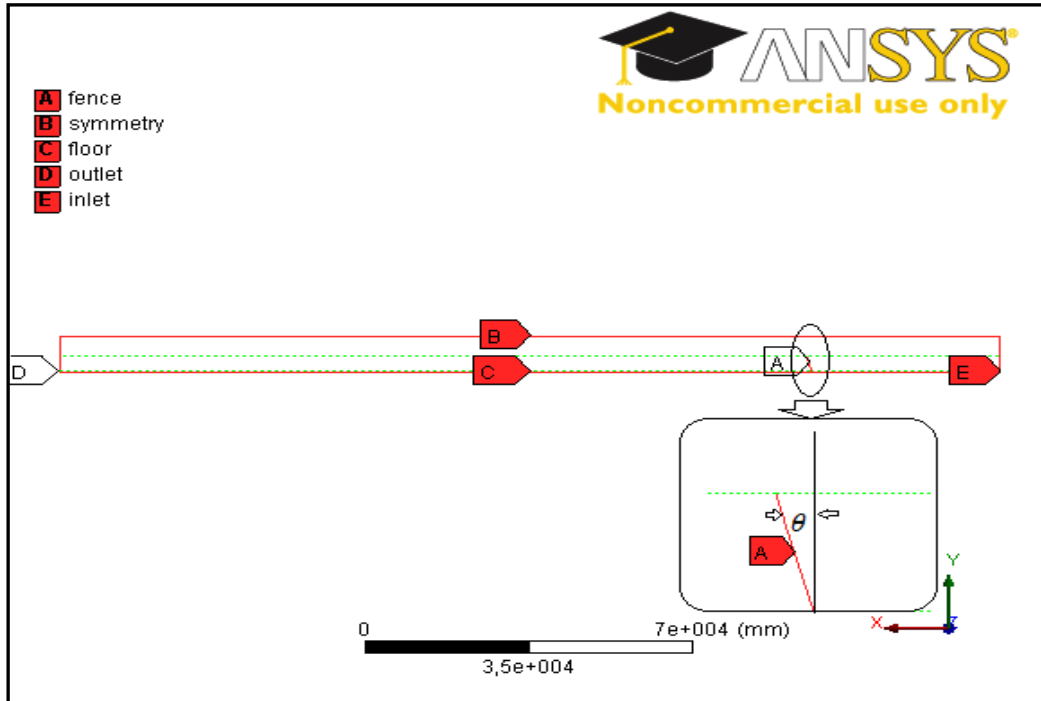 ANSYS®
Noncommercial use only
A fence
B symmetry
C floor
D outlet
E inlet
B
D
C
A
E
θ
A
Y
X
Z
0
7e+004 (mm)
3,5e+004